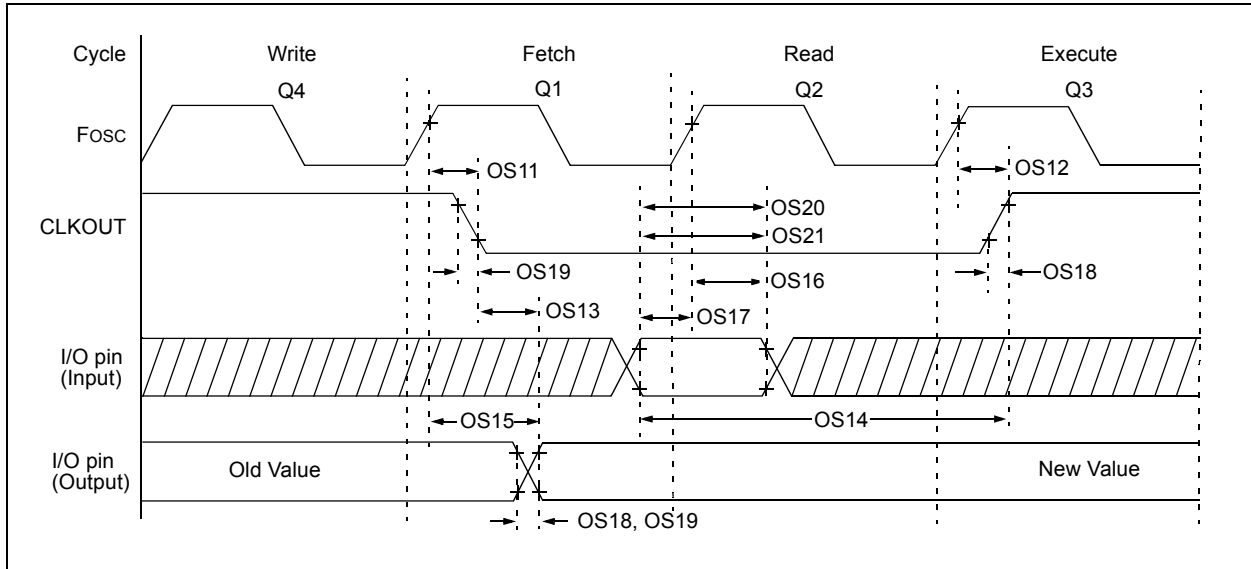 Cycle Write Fetch Read Execute
Q4 Q1 Q2 Q3
FOSC
OS11 OS12
OS20
CLKOUT
OS21
OS19 OS16 OS18
OS13 OS17
I/O pin
(Input)
OS15 OS14
I/O pin
(Output)
Old Value New Value
OS18, OS19